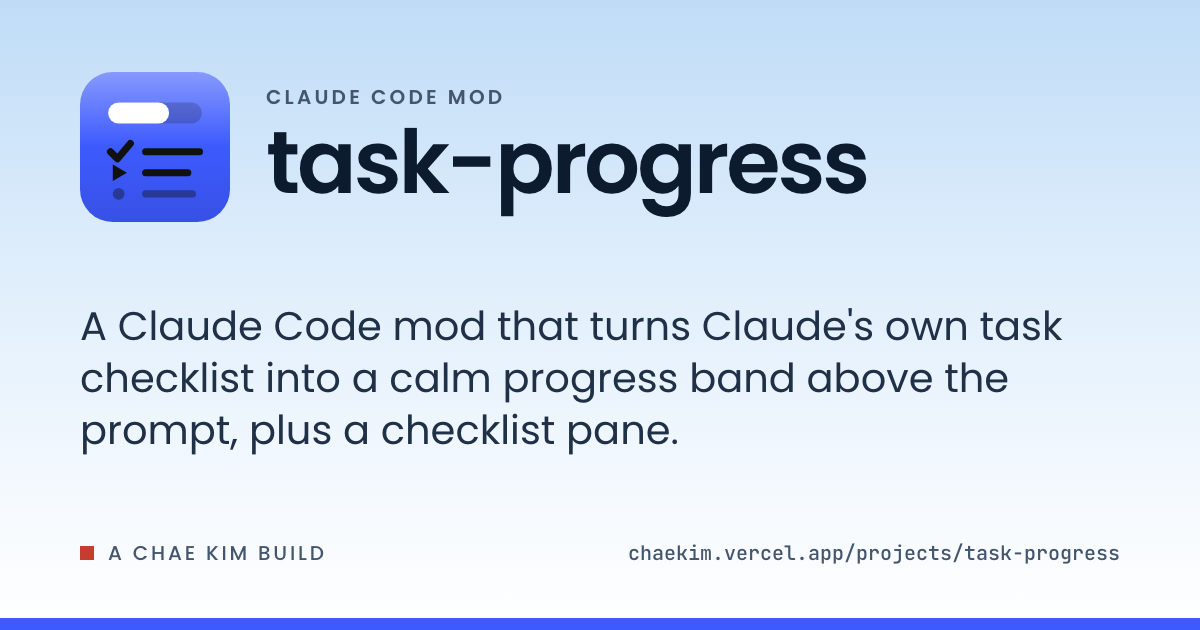 CLAUDE CODE MOD
task-progress
A Claude Code mod that turns Claude's own task
checklist into a calm progress band above the
prompt, plus a checklist pane.
A CHAE KIM BUILD
chaekim.vercel.app/projects/task-progress